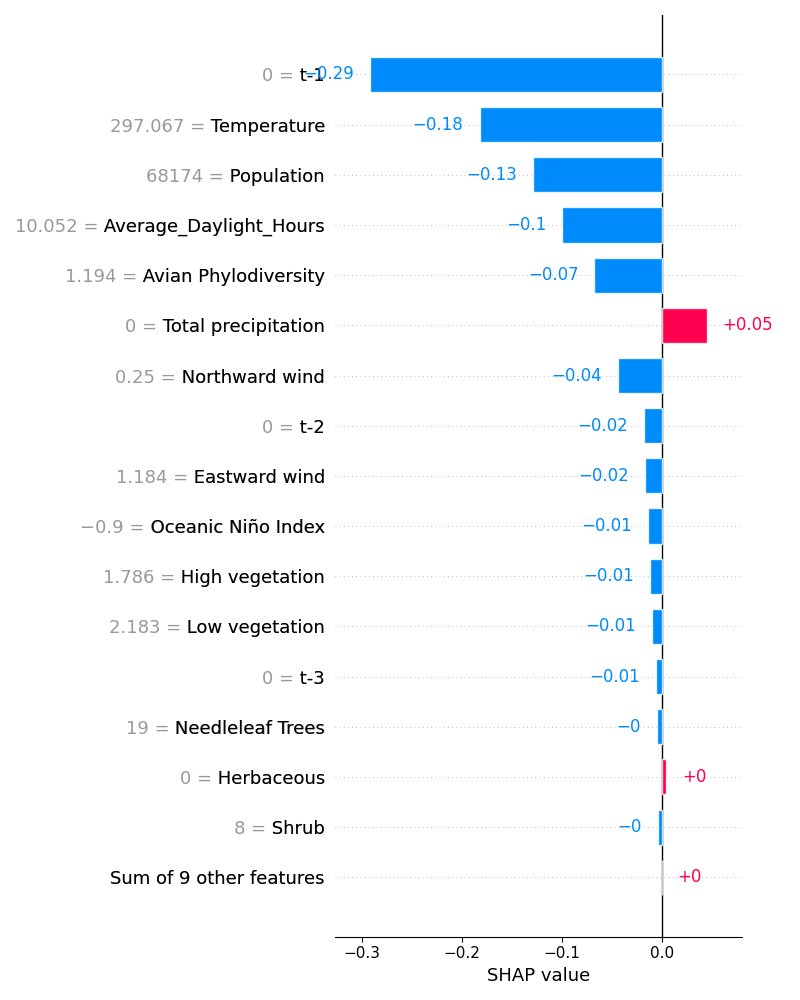 0 = t-1 −0.29
297.067 = Temperature −0.18
68174 = Population −0.13
10.052 = Average_Daylight_Hours −0.1
1.194 = Avian Phylodiversity −0.07
0 = Total precipitation +0.05
0.25 = Northward wind −0.04
0 = t-2 −0.02
1.184 = Eastward wind −0.02
−0.9 = Oceanic Niño Index −0.01
1.786 = High vegetation −0.01
2.183 = Low vegetation −0.01
0 = t-3 −0.01
19 = Needleleaf Trees −0
0 = Herbaceous +0
8 = Shrub −0
Sum of 9 other features +0
−0.3 −0.2 −0.1 0.0
SHAP value